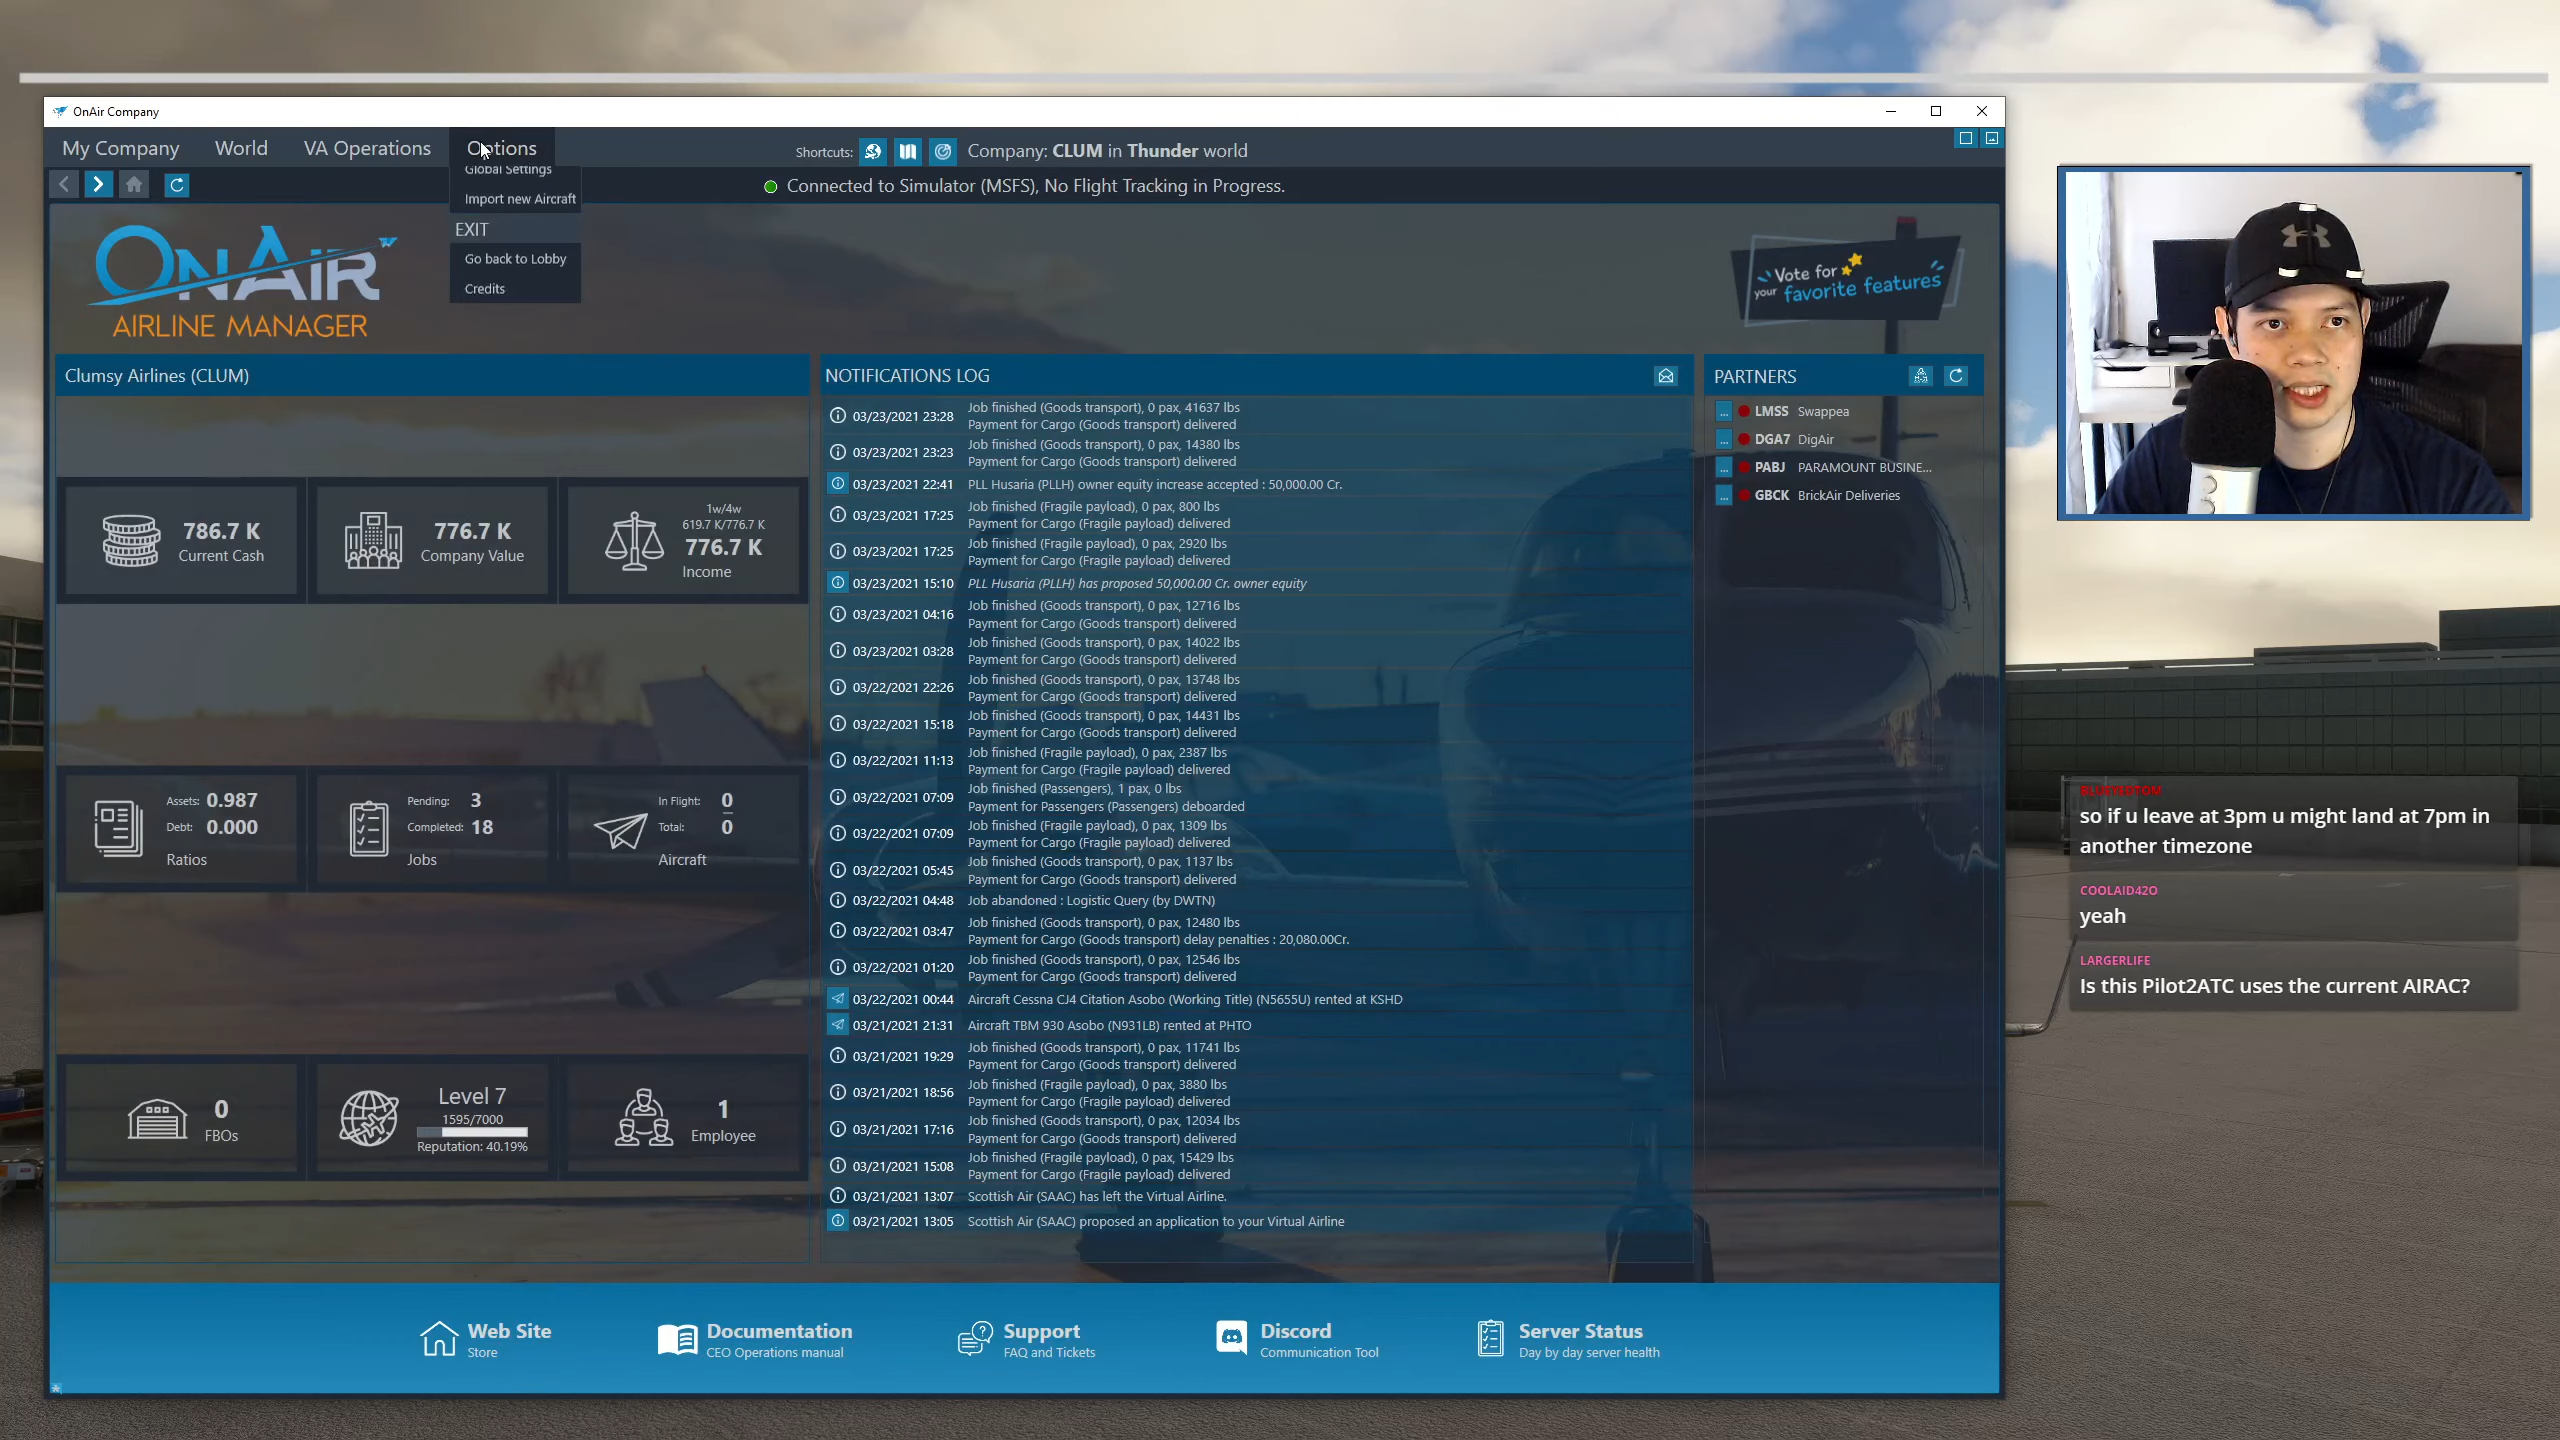 OnAir Company
My Company
World
VA Operations
Options
Shortcuts:
Company: CLUM in Thunder world
Connected to Simulator (MSFS), No Flight Tracking in Progress.
Global Settings
Import new Aircraft
EXIT
Go back to Lobby
Credits
ONAIR
AIRLINE MANAGER
Vote for
your favorite features
Clumsy Airlines (CLUM)
786.7 K
Current Cash
776.7 K
Company Value
1w/4w
619.7 K/776.7 K
776.7 K
Income
Assets: 0.987
Debt: 0.000
Ratios
Pending: 3
Completed: 18
Jobs
In Flight: 0
Total: 0
Aircraft
0
FBOs
Level 7
1595/7000
Reputation: 40.19%
1
Employee
NOTIFICATIONS LOG
03/23/2021 23:28 Job finished (Goods transport), 0 pax, 41637 lbs
Payment for Cargo (Goods transport) delivered
03/23/2021 23:23 Job finished (Goods transport), 0 pax, 14380 lbs
Payment for Cargo (Goods transport) delivered
03/23/2021 22:41 PLL Husaria (PLLH) owner equity increase accepted : 50,000.00 Cr.
03/23/2021 17:25 Job finished (Fragile payload), 0 pax, 800 lbs
Payment for Cargo (Fragile payload) delivered
03/23/2021 17:25 Job finished (Fragile payload), 0 pax, 2920 lbs
Payment for Cargo (Fragile payload) delivered
03/23/2021 15:10 PLL Husaria (PLLH) has proposed 50,000.00 Cr. owner equity
03/23/2021 04:16 Job finished (Goods transport), 0 pax, 12716 lbs
Payment for Cargo (Goods transport) delivered
03/23/2021 03:28 Job finished (Goods transport), 0 pax, 14022 lbs
Payment for Cargo (Goods transport) delivered
03/22/2021 22:26 Job finished (Goods transport), 0 pax, 13748 lbs
Payment for Cargo (Goods transport) delivered
03/22/2021 15:18 Job finished (Goods transport), 0 pax, 14431 lbs
Payment for Cargo (Goods transport) delivered
03/22/2021 11:13 Job finished (Fragile payload), 0 pax, 2387 lbs
Payment for Cargo (Fragile payload) delivered
03/22/2021 07:09 Job finished (Passengers), 1 pax, 0 lbs
Payment for Passengers (Passengers) deboarded
03/22/2021 07:09 Job finished (Fragile payload), 0 pax, 1309 lbs
Payment for Cargo (Fragile payload) delivered
03/22/2021 05:45 Job finished (Goods transport), 0 pax, 1137 lbs
Payment for Cargo (Goods transport) delivered
03/22/2021 04:48 Job abandoned : Logistic Query (by DWTN)
03/22/2021 03:47 Job finished (Goods transport), 0 pax, 12480 lbs
Payment for Cargo (Goods transport) delay penalties : 20,080.00Cr.
03/22/2021 01:20 Job finished (Goods transport), 0 pax, 12546 lbs
Payment for Cargo (Goods transport) delivered
03/22/2021 00:44 Aircraft Cessna CJ4 Citation Asobo (Working Title) (N5655U) rented at KSHD
03/21/2021 21:31 Aircraft TBM 930 Asobo (N931LB) rented at PHTO
03/21/2021 19:29 Job finished (Goods transport), 0 pax, 11741 lbs
Payment for Cargo (Goods transport) delivered
03/21/2021 18:56 Job finished (Fragile payload), 0 pax, 3880 lbs
Payment for Cargo (Fragile payload) delivered
03/21/2021 17:16 Job finished (Goods transport), 0 pax, 12034 lbs
Payment for Cargo (Goods transport) delivered
03/21/2021 15:08 Job finished (Fragile payload), 0 pax, 15429 lbs
Payment for Cargo (Fragile payload) delivered
03/21/2021 13:07 Scottish Air (SAAC) has left the Virtual Airline.
03/21/2021 13:05 Scottish Air (SAAC) proposed an application to your Virtual Airline
PARTNERS
... LMSS Swappea
... DGA7 DigAir
... PABJ PARAMOUNT BUSINE...
... GBCK BrickAir Deliveries
so if u leave at 3pm u might land at 7pm in
another timezone
COOLAID42O
yeah
LARGERLIFE
Is this Pilot2ATC uses the current AIRAC?
Web Site
Store
Documentation
CEO Operations manual
Support
FAQ and Tickets
Discord
Communication Tool
Server Status
Day by day server health